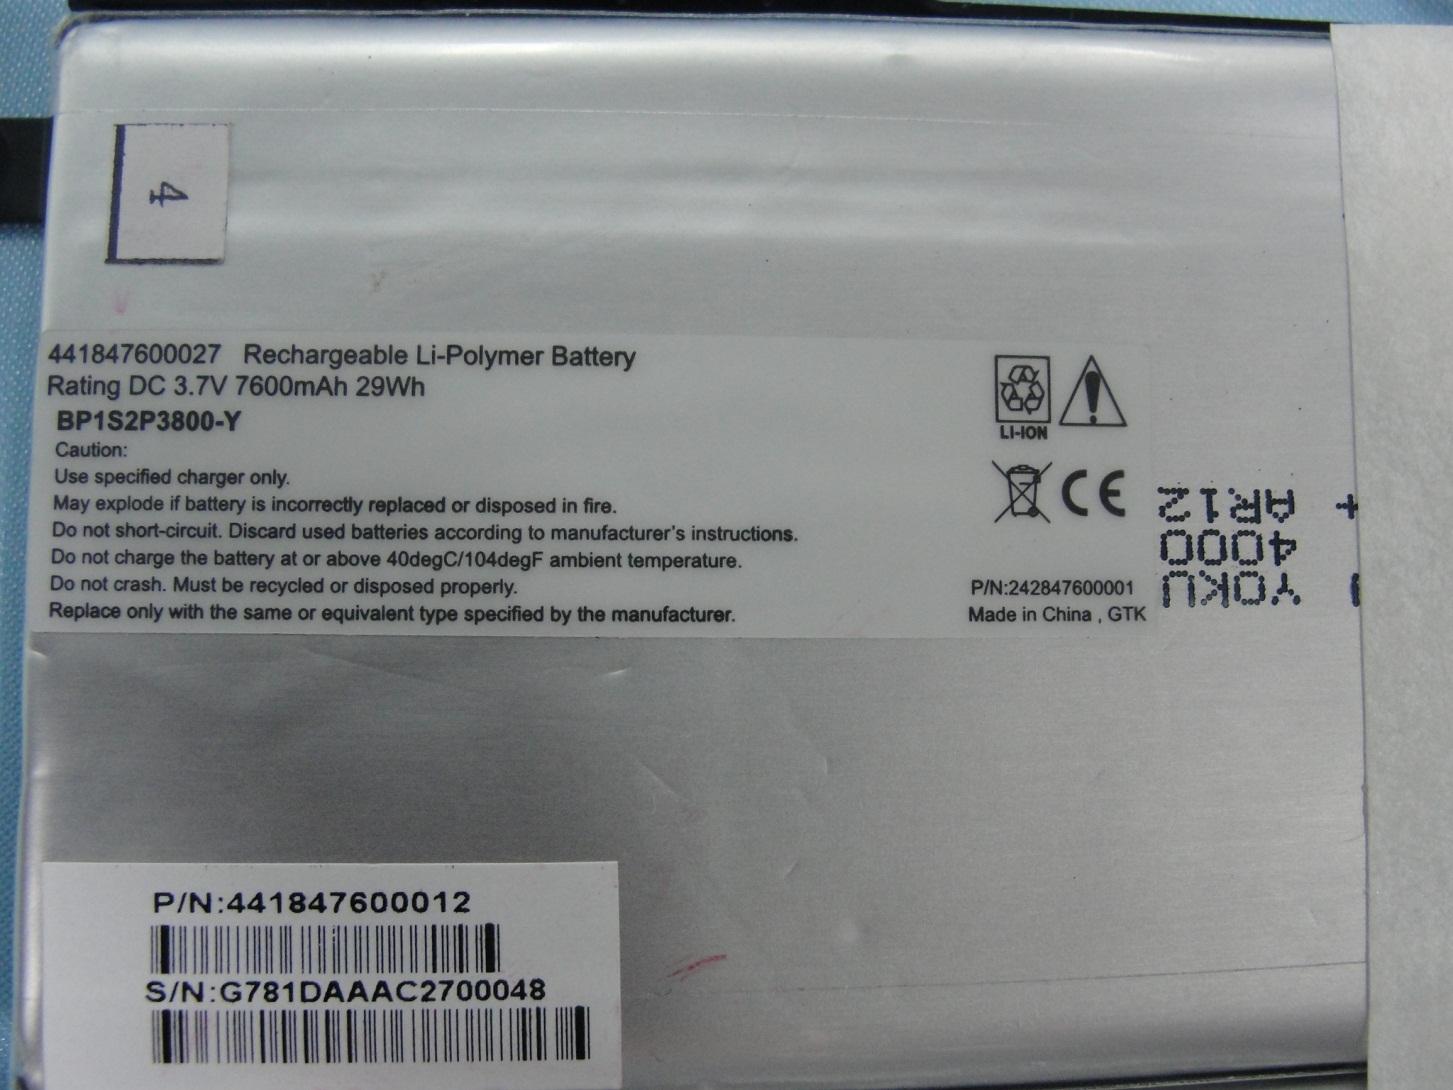 4
441847600027 Rechargeable Li-Polymer Battery
Rating DC 3.7V 7600mAh 29Wh
BP1S2P3800-Y
Caution:
Use specified charger only.
May explode if battery is incorrectly replaced or disposed in fire.
Do not short-circuit. Discard used batteries according to manufacturer's instructions.
Do not charge the battery at or above 40degC/104degF ambient temperature.
Do not crash. Must be recycled or disposed properly.
Replace only with the same or equivalent type specified by the manufacturer.
LI-ION
CE
P/N:242847600001
Made in China , GTK
YOKU
4000
AR12
+
P/N:441847600012
S/N:G781DAAAC2700048